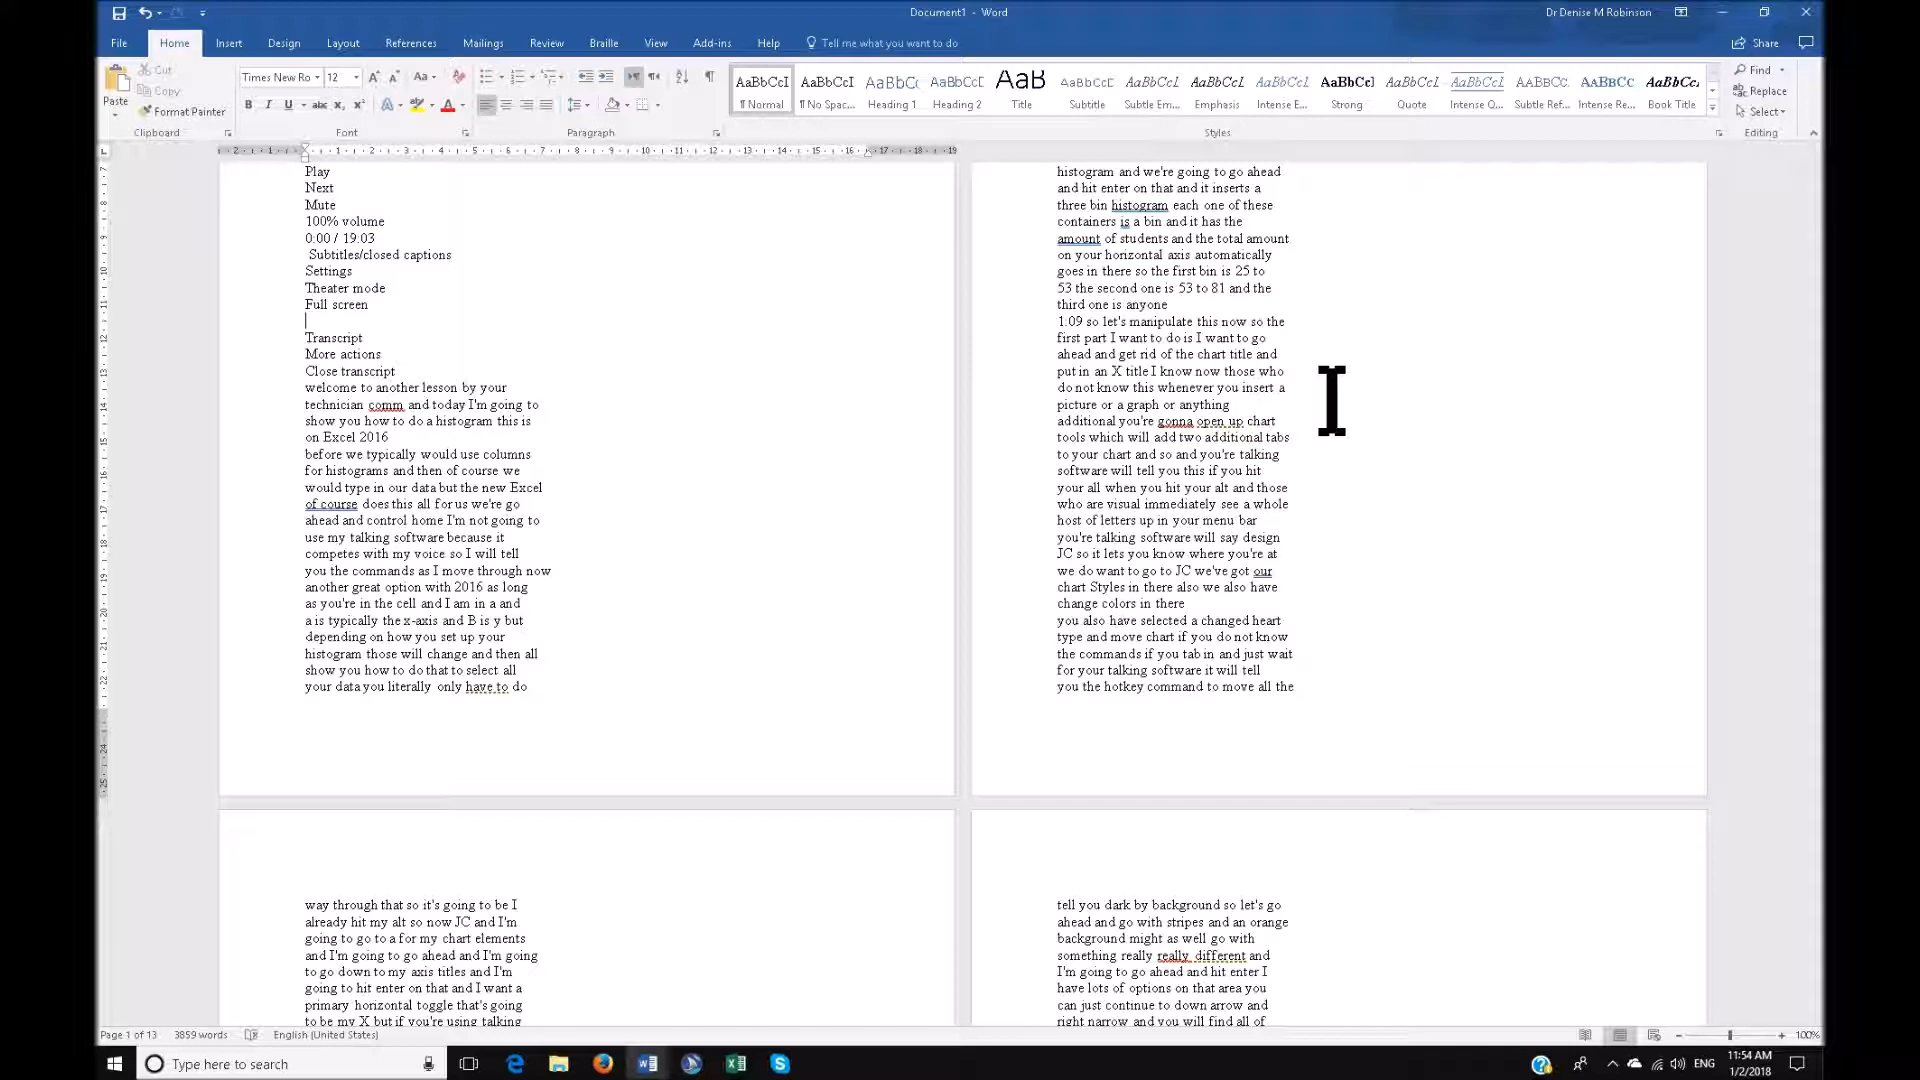 Document1 - Word
Dr Denise M Robinson
File Home Insert Design Layout References Mailings Review Braille View Add-ins Help Tell me what you want to do
Share
Paste
Cut
Copy
Format Painter
Clipboard
Times New Ro
12
Font
Paragraph
AaBbCcI ¶ Normal
AaBbCcI ¶ No Spac...
AaBbCc Heading 1
AaBbCcE Heading 2
AaB Title
AaBbCcE Subtitle
AaBbCcL Subtle Em...
AaBbCcL Emphasis
AaBbCcL Intense E...
AaBbCcI Strong
AaBbCcL Quote
AaBbCcL Intense Q...
AABBCC Subtle Ref...
AABBCC Intense Re...
AaBbCc Book Title
Styles
Find
Replace
Select
Editing
Play
Next
Mute
100% volume
0:00 / 19:03
Subtitles/closed captions
Settings
Theater mode
Full screen
Transcript
More actions
Close transcript
welcome to another lesson by your
technician comm and today I'm going to
show you how to do a histogram this is
on Excel 2016
before we typically would use columns
for histograms and then of course we
would type in our data but the new Excel
of course does this all for us we're go
ahead and control home I'm not going to
use my talking software because it
competes with my voice so I will tell
you the commands as I move through now
another great option with 2016 as long
as you're in the cell and I am in a and
a is typically the x-axis and B is y but
depending on how you set up your
histogram those will change and then all
show you how to do that to select all
your data you literally only have to do
histogram and we're going to go ahead
and hit enter on that and it inserts a
three bin histogram each one of these
containers is a bin and it has the
amount of students and the total amount
on your horizontal axis automatically
goes in there so the first bin is 25 to
53 the second one is 53 to 81 and the
third one is anyone
1:09 so let's manipulate this now so the
first part I want to do is I want to go
ahead and get rid of the chart title and
put in an X title I know now those who
do not know this whenever you insert a
picture or a graph or anything
additional you're gonna open up chart
tools which will add two additional tabs
to your chart and so and you're talking
software will tell you this if you hit
your all when you hit your alt and those
who are visual immediately see a whole
host of letters up in your menu bar
you're talking software will say design
JC so it lets you know where you're at
we do want to go to JC we've got our
chart Styles in there also we also have
change colors in there
you also have selected a changed heart
type and move chart if you do not know
the commands if you tab in and just wait
for your talking software it will tell
you the hotkey command to move all the
way through that so it's going to be I
already hit my alt so now JC and I'm
going to go to a for my chart elements
and I'm going to go ahead and I'm going
to go down to my axis titles and I'm
going to hit enter on that and I want a
primary horizontal toggle that's going
to be my X but if you're using talking
tell you dark by background so let's go
ahead and go with stripes and an orange
background might as well go with
something really really different and
I'm going to go ahead and hit enter I
have lots of options on that area you
can just continue to down arrow and
right narrow and you will find all of
Page 1 of 13 3859 words English (United States)
100%
Type here to search
ENG
11:54 AM
1/2/2018